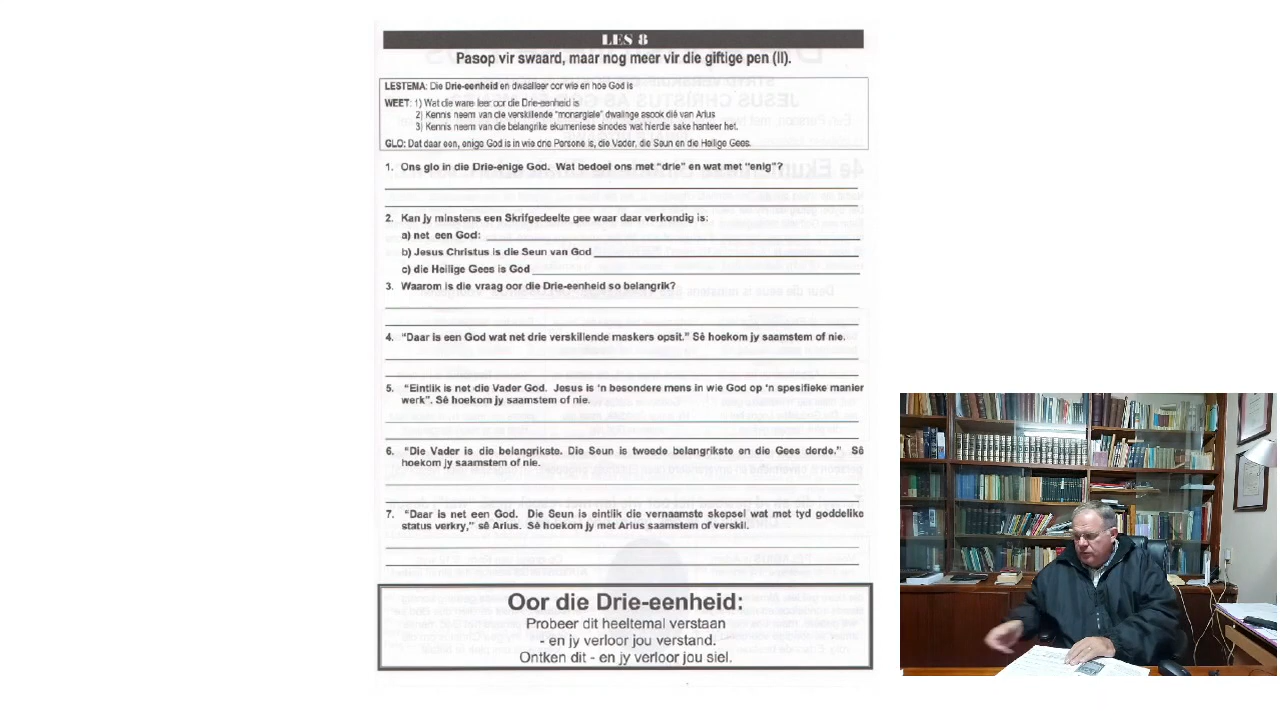 LES 8
Pasop vir swaard, maar nog meer vir die giftige pen (II).
LESTEMA: Die Drie-eenheid en dwaalleer oor wie en hoe God is
WEET: 1) Wat die ware leer oor die Drie-eenheid is
2) Kennis neem van die verskillende "monargiale" dwalinge asook dié van Arius
3) Kennis neem van die belangrike ekumeniese sinodes wat hierdie sake hanteer het.
GLO: Dat daar een, enige God is in wie drie Persone is, die Vader, die Seun en die Heilige Gees.
1. Ons glo in die Drie-enige God. Wat bedoel ons met "drie" en wat met "enig"?
2. Kan jy minstens een Skrifgedeelte gee waar daar verkondig is:
a) net een God:
b) Jesus Christus is die Seun van God
c) die Heilige Gees is God
3. Waarom is die vraag oor die Drie-eenheid so belangrik?
4. "Daar is een God wat net drie verskillende maskers opsit." Sê hoekom jy saamstem of nie.
5. "Eintlik is net die Vader God. Jesus is 'n besondere mens in wie God op 'n spesifieke manier
werk". Sê hoekom jy saamstem of nie.
6. "Die Vader is die belangrikste. Die Seun is tweede belangrikste en die Gees derde." Sê
hoekom jy saamstem of nie.
7. "Daar is net een God. Die Seun is eintlik die vernaamste skepsel wat met tyd goddelike
status verkry," sê Arius. Sê hoekom jy met Arius saamstem of verskil.
Oor die Drie-eenheid:
Probeer dit heeltemal verstaan
- en jy verloor jou verstand.
Ontken dit - en jy verloor jou siel.